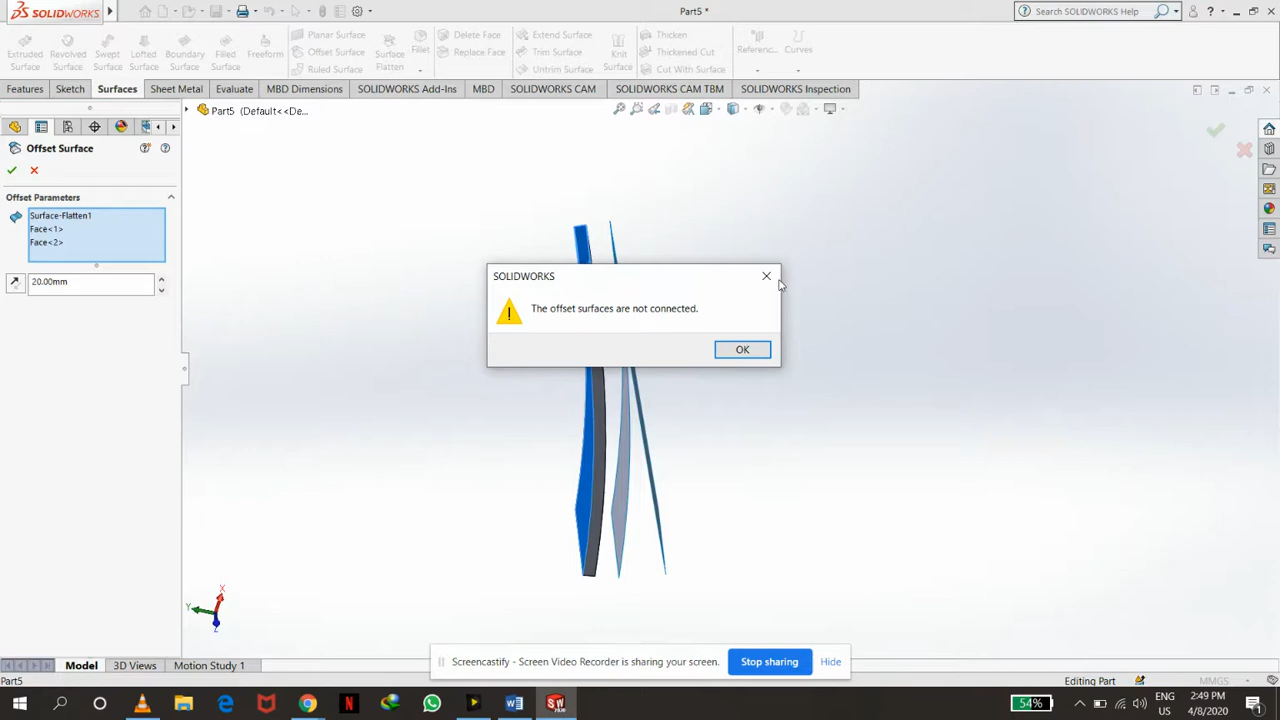 SOLIDWORKS
Part5 *
Search SOLIDWORKS Help
Extruded Surface
Revolved Surface
Swept Surface
Lofted Surface
Boundary Surface
Filled Surface
Freeform
Planar Surface
Offset Surface
Ruled Surface
Surface Flatten
Fillet
Delete Face
Replace Face
Extend Surface
Trim Surface
Untrim Surface
Knit Surface
Thicken
Thickened Cut
Cut With Surface
Referenc...
Curves
Features
Sketch
Surfaces
Sheet Metal
Evaluate
MBD Dimensions
SOLIDWORKS Add-Ins
MBD
SOLIDWORKS CAM
SOLIDWORKS CAM TBM
SOLIDWORKS Inspection
Part5 (Default<<De...
Offset Surface
Offset Parameters
Surface-Flatten1
Face<1>
Face<2>
20.00mm
SOLIDWORKS
The offset surfaces are not connected.
OK
X
Y
Z
Screencastify - Screen Video Recorder is sharing your screen.
Stop sharing
Hide
Model
3D Views
Motion Study 1
Part5
Editing Part
MMGS
54%
ENG
US
2:49 PM
4/8/2020